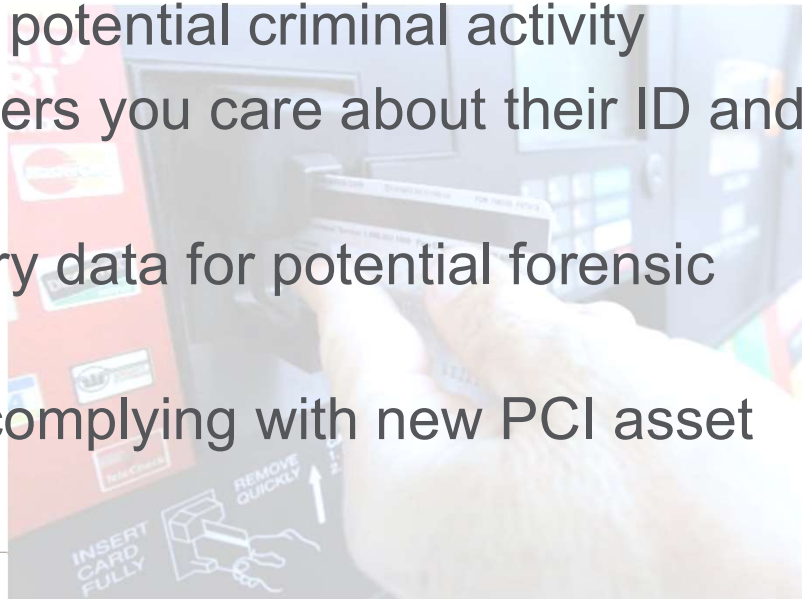 potential criminal activity
ers you care about their ID and
ry data for potential forensic
complying with new PCI asset
REMOVE
QUICKLY
INSERT
CARD
FULLY